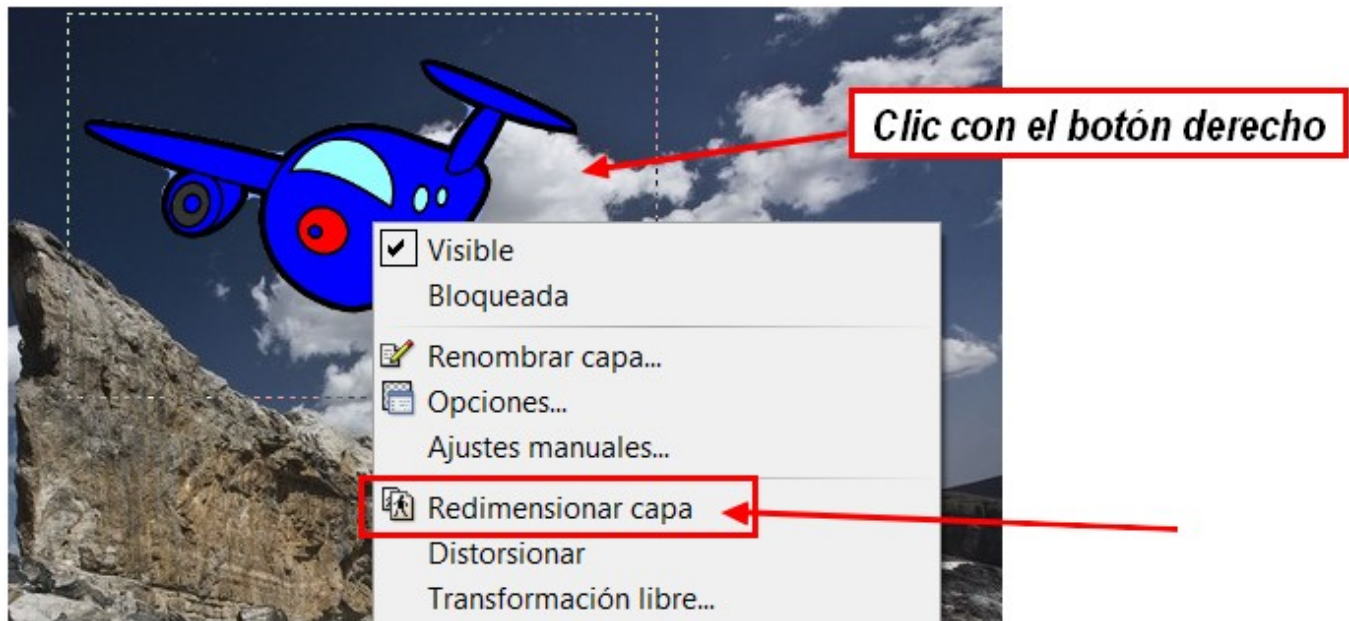 Clic con el botón derecho
Visible
Bloqueada
Renombrar capa...
Opciones...
Ajustes manuales...
Redimensionar capa
Distorsionar
Transformación libre...